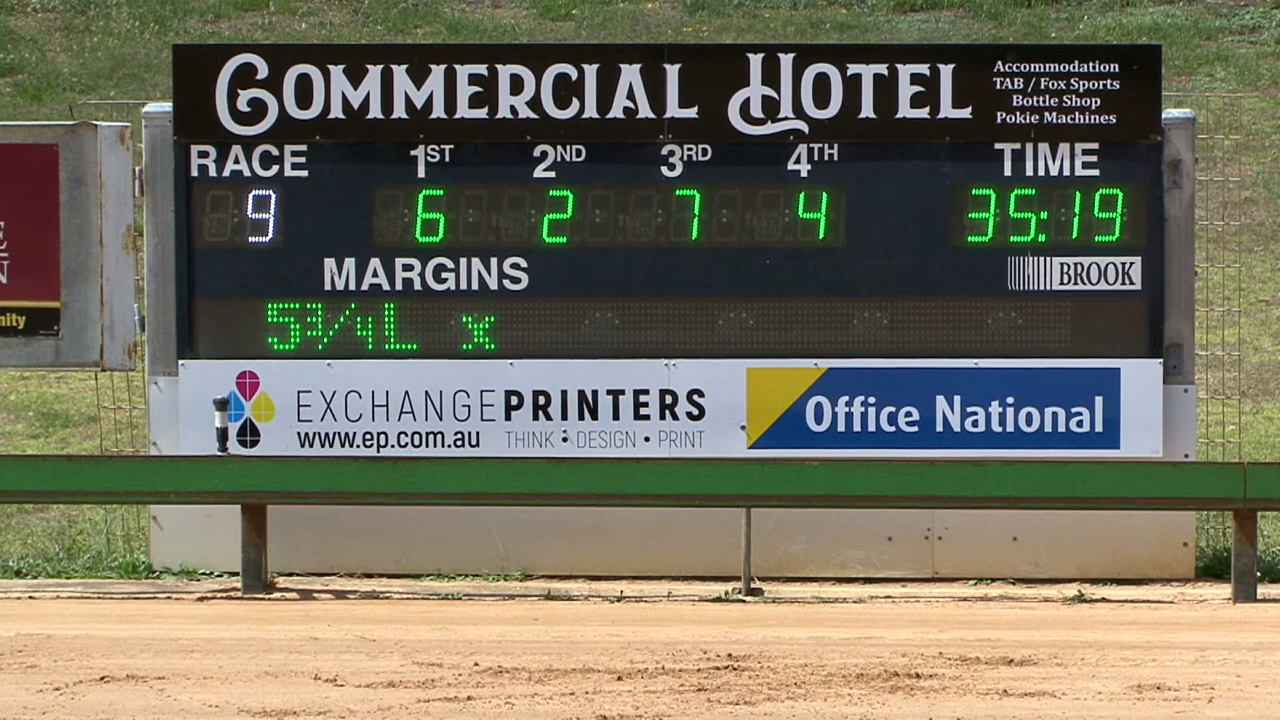 COMMERCIAL HOTEL
Accommodation
TAB / Fox Sports
Bottle Shop
Pokie Machines
RACE 1ST 2ND 3RD 4TH TIME
9 6 2 7 4 35:19
MARGINS
BROOK
5¾L x
EXCHANGEPRINTERS
www.ep.com.au THINK • DESIGN • PRINT
Office National